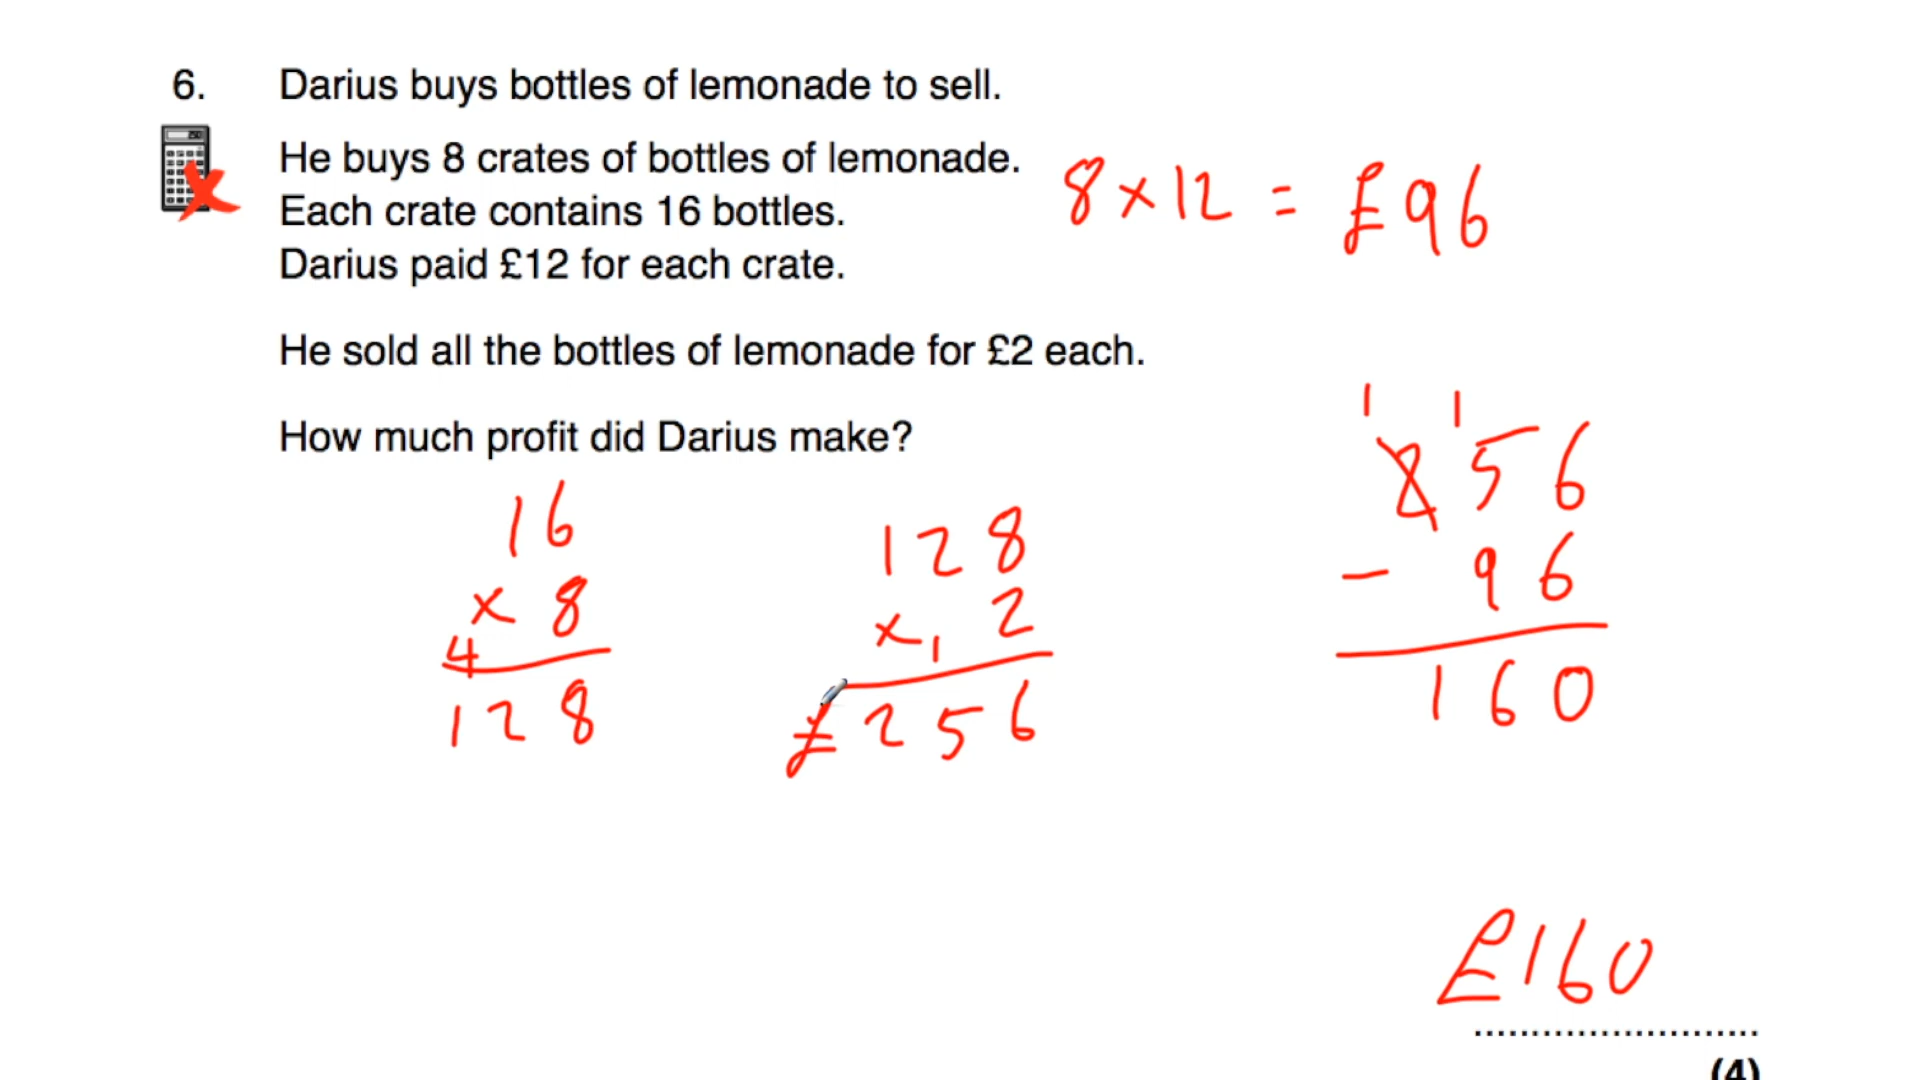 6. Darius buys bottles of lemonade to sell.
He buys 8 crates of bottles of lemonade.
Each crate contains 16 bottles.
Darius paid £12 for each crate.
8 × 12 = £96
He sold all the bottles of lemonade for £2 each.
How much profit did Darius make?
16
× 8
4
128
128
× 2
1
£256
1 1
256
- 96
160
£160
..........................
(4)